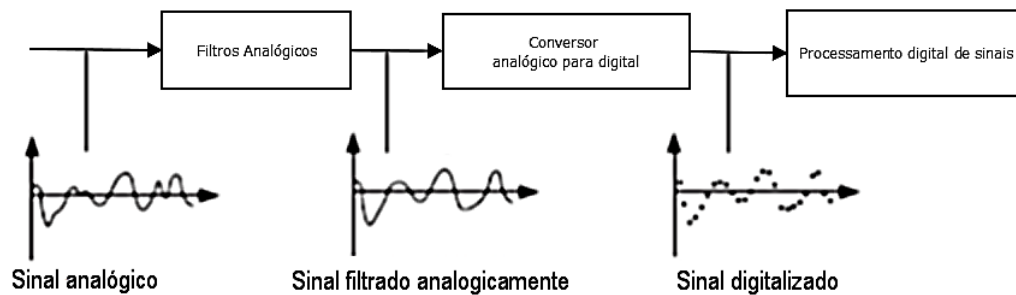 Filtros Analógicos
Conversor
analógico para digital
Processamento digital de sinais
Sinal analógico
Sinal filtrado analogicamente
Sinal digitalizado